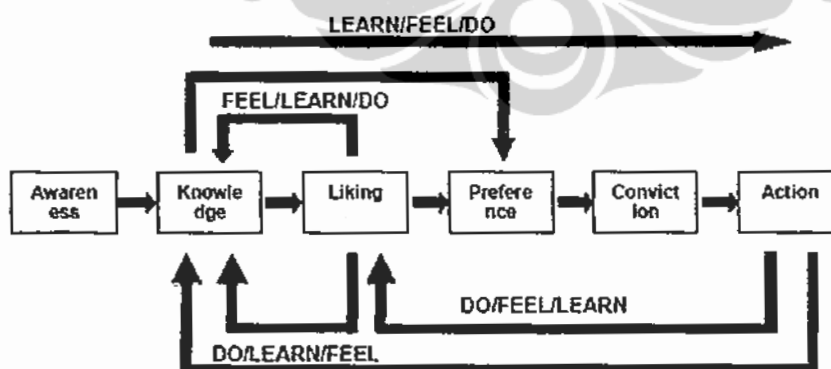 LEARN/FEEL/DO
FEEL/LEARN/DO
Awaren
ess
Knowle
dge
Liking
Prefere
nce
Convict
ion
Action
DO/FEEL/LEARN
DO/LEARN/FEEL